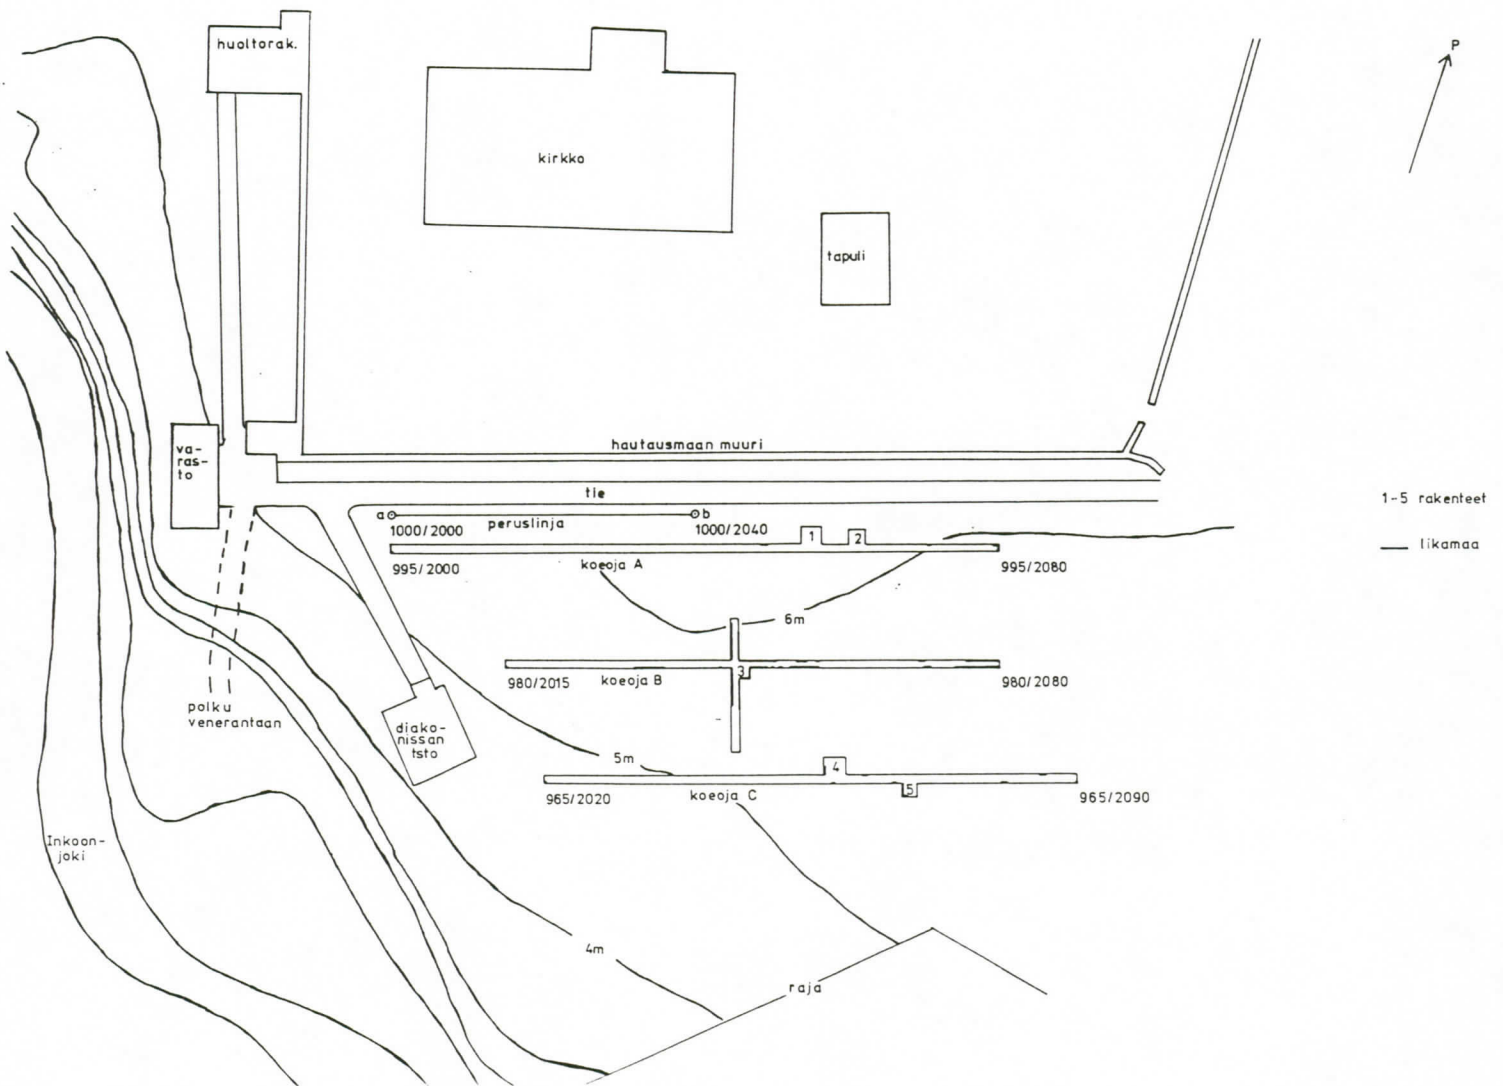 huoltorak.
P
kirkko
tapuli
va-
ras-
to
hautausmaan muuri
tie
1-5 rakenteet
a
b
peruslinja
1000/2000
1000/2040
1
2
likamaa
995/2000
koeoja A
995/2080
6m
3
980/2015
koeoja B
980/2080
polku
venerantaan
diako-
nissan
tsto
5m
4
5
965/2020
koeoja C
965/2090
Inkoon-
joki
4m
raja